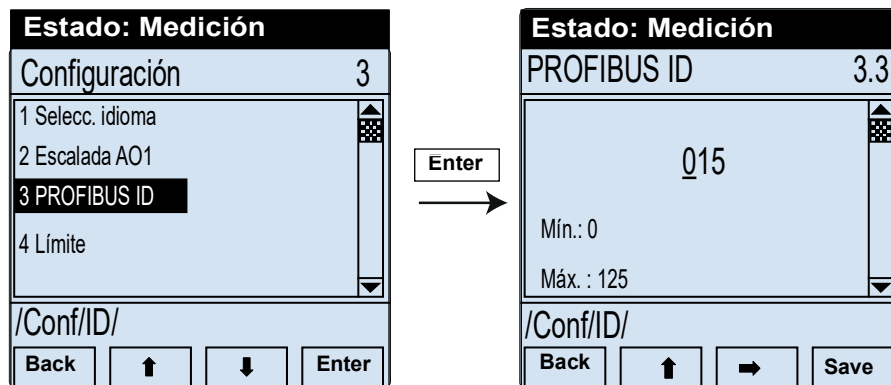 Estado: Medición
Configuración 3
1 Selecc. idioma
2 Escalada AO1
3 PROFIBUS ID
4 Límite
/Conf/ID/
Back Enter
Enter
Estado: Medición
PROFIBUS ID 3.3
015
Mín.: 0
Máx. : 125
/Conf/ID/
Back Save